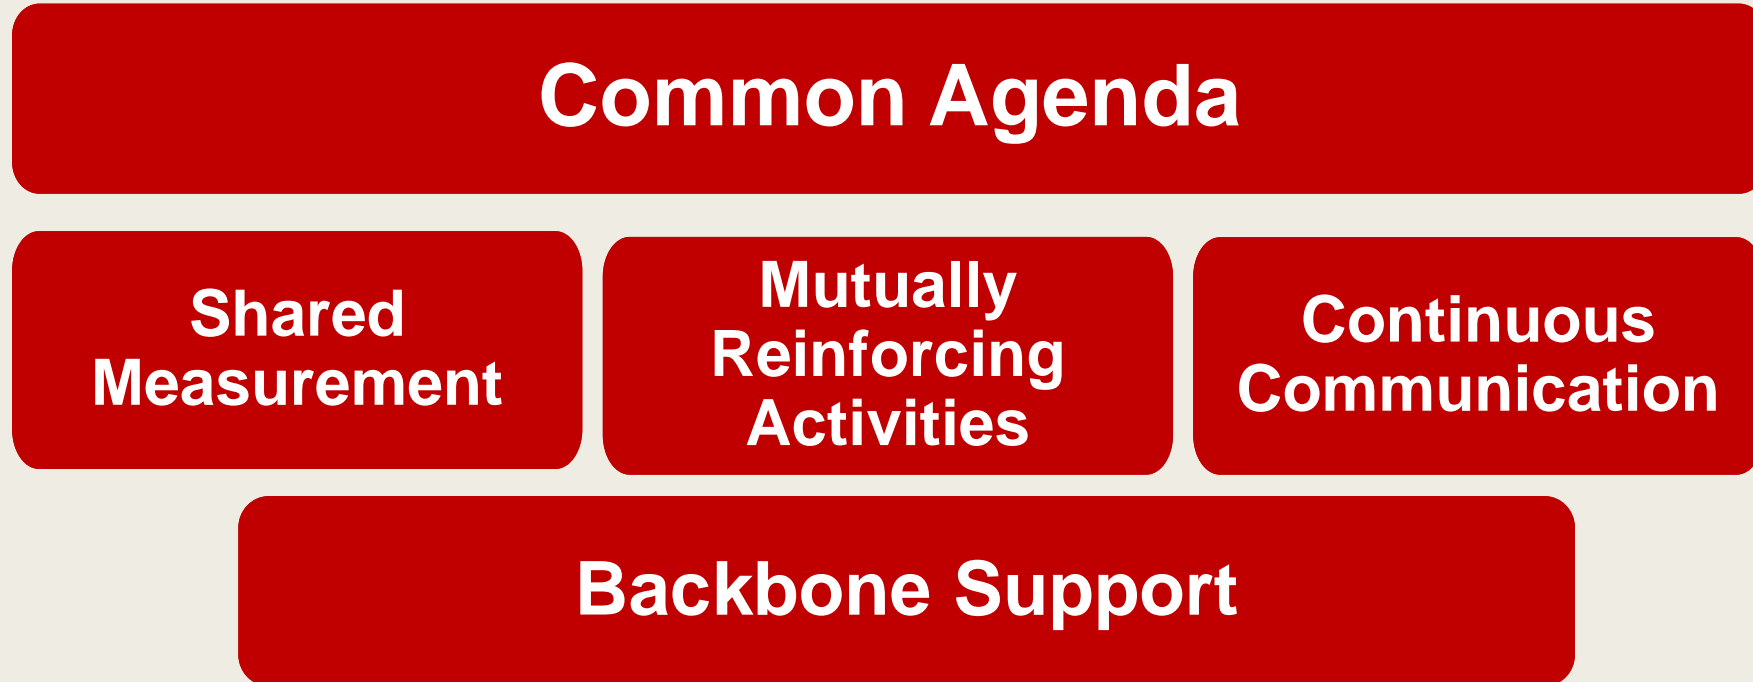 Common Agenda
Shared
Measurement
Mutually
Reinforcing
Activities
Continuous
Communication
Backbone Support